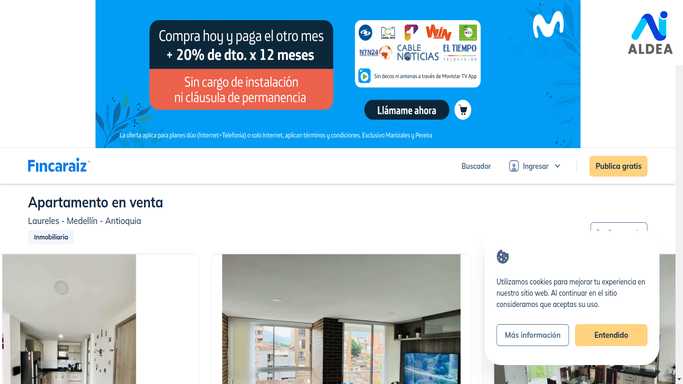 Compra hoy y paga el otro mes
+ 20% de dto. x 12 meses
Sin cargo de instalación
ni cláusula de permanencia
WIN
NTN24
CABLE
NOTICIAS
EL TIEMPO
TELEVISIÓN
Sin decos ni antenas a través de Movistar TV App
Llámame ahora
La oferta aplica para planes dúo (Internet+Telefonía) o solo Internet, aplican términos y condiciones. Exclusivo Manizales y Pereira
ALDEA
Fincaraiz
Buscador
Ingresar
Publica gratis
Apartamento en venta
Laureles - Medellín - Antioquia
Inmobiliaria
Utilizamos cookies para mejorar tu experiencia en
nuestro sitio web. Al continuar en el sitio
consideramos que aceptas su uso.
Más información
Entendido